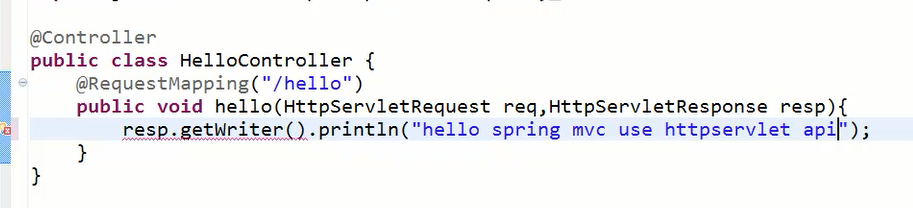 @Controller
public class HelloController {
    @RequestMapping("/hello")
    public void hello(HttpServletRequest req,HttpServletResponse resp){
        resp.getWriter().println("hello spring mvc use httpservlet api");
    }
}